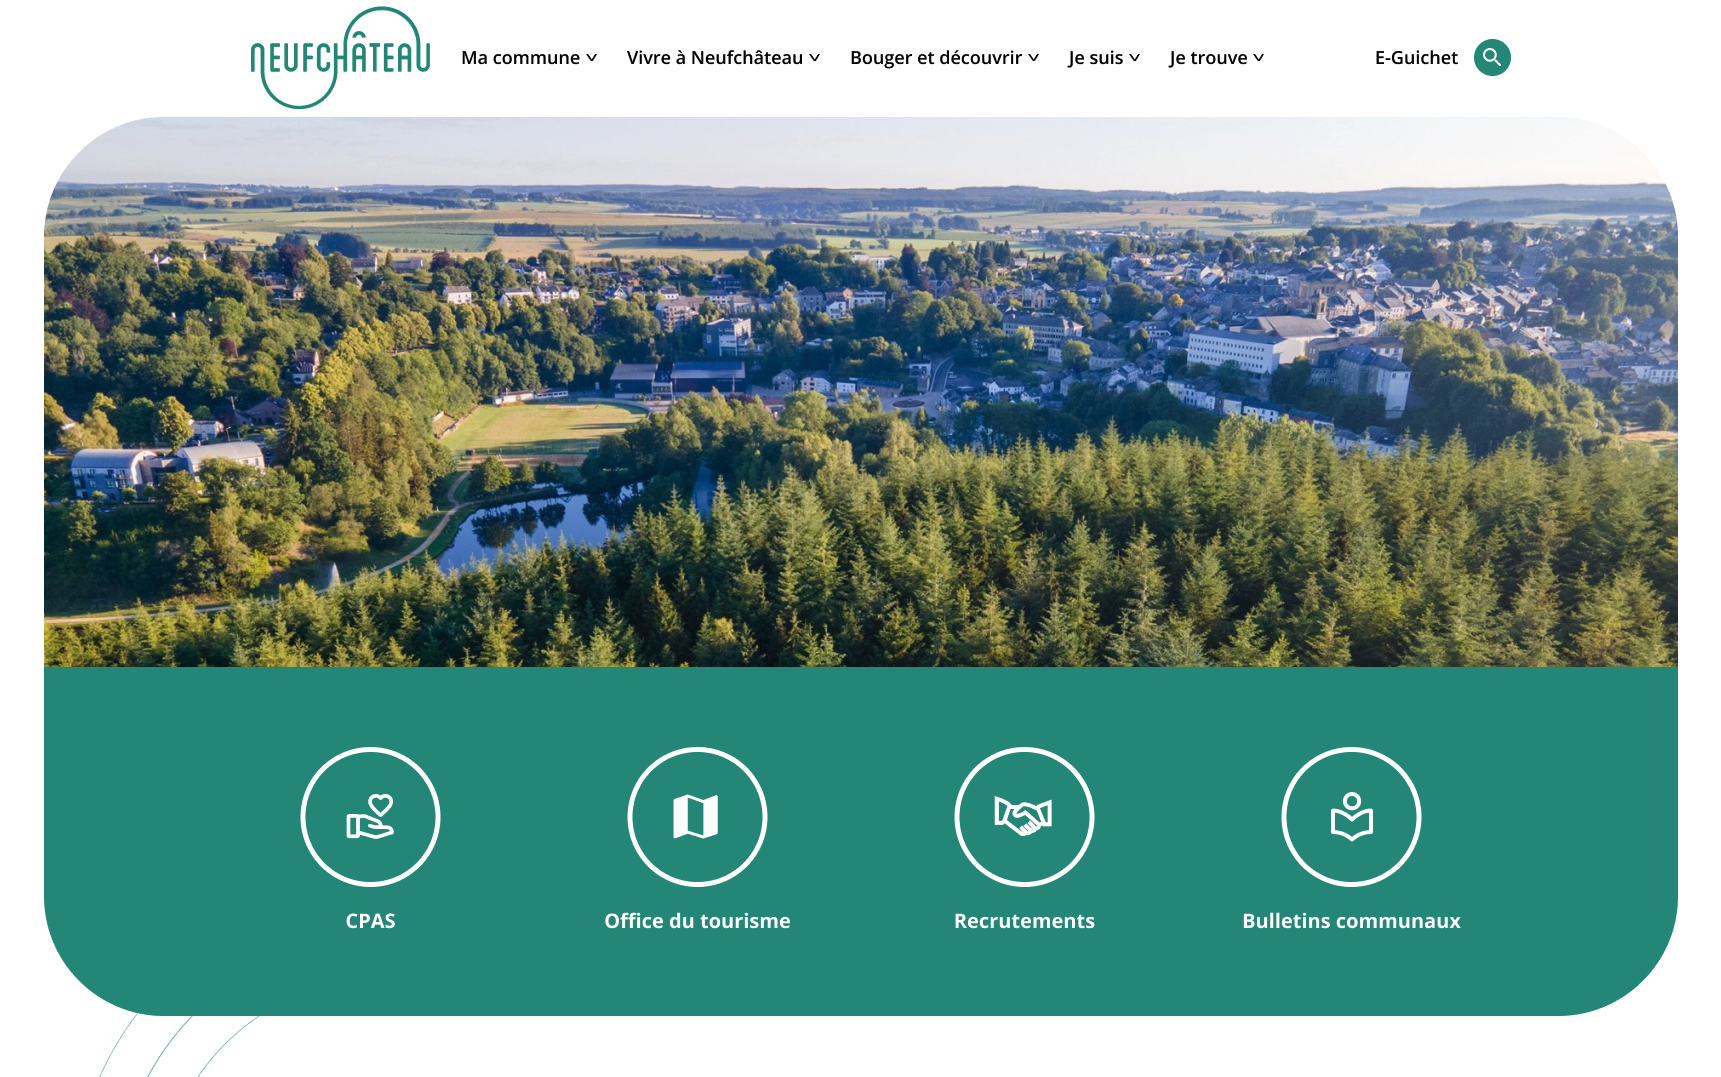 NEUFCHÂTEAU
Ma commune
Vivre à Neufchâteau
Bouger et découvrir
Je suis
Je trouve
E-Guichet
CPAS
Office du tourisme
Recrutements
Bulletins communaux